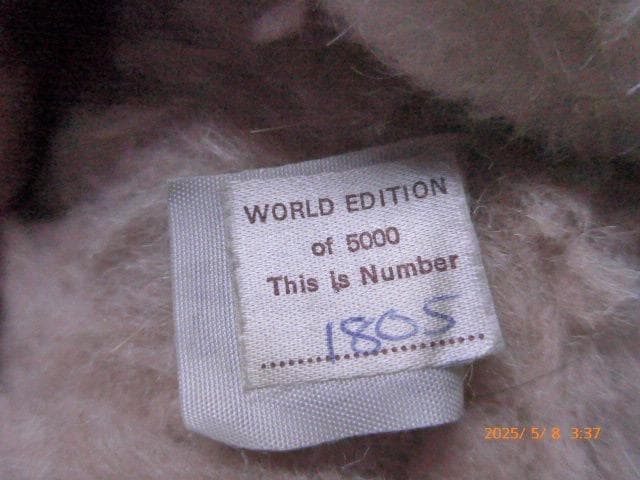 WORLD EDITION
of 5000
This is Number
1805
2025/ 5/ 8 3:37